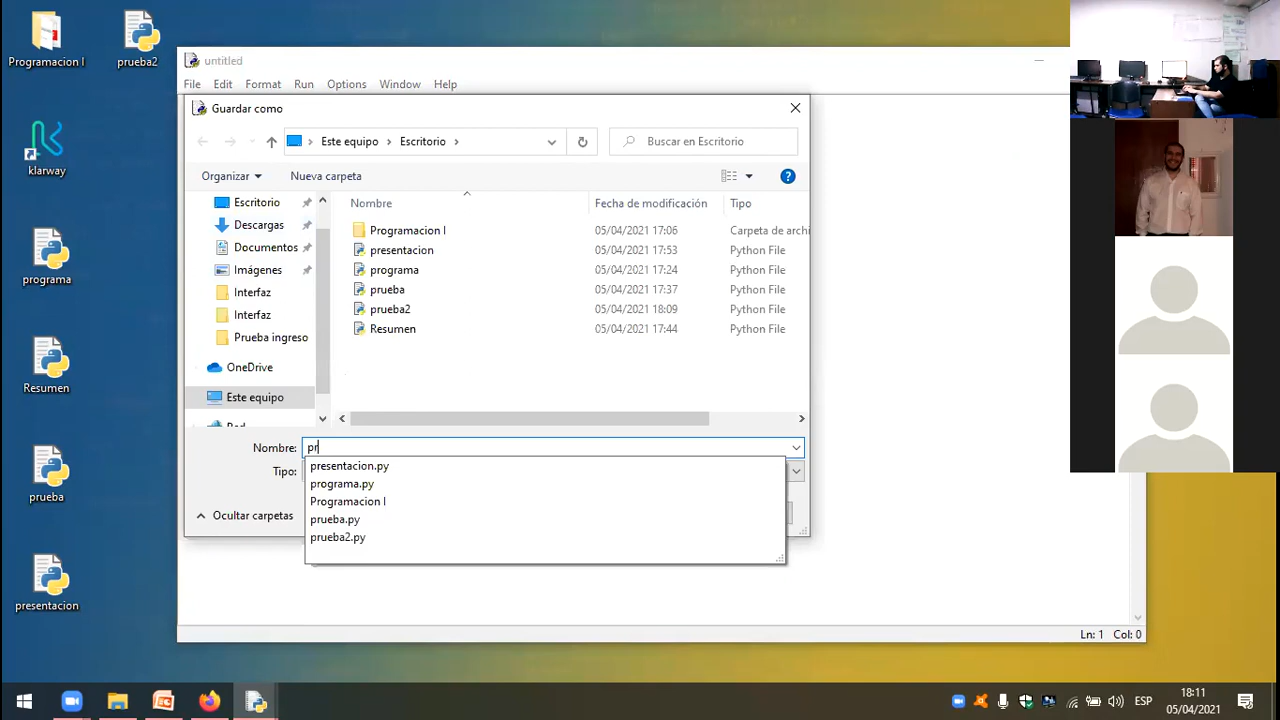 Programacion I
prueba2
klarway
programa
Resumen
prueba
presentacion
untitled
File Edit Format Run Options Window Help
Guardar como
Este equipo Escritorio
Buscar en Escritorio
Organizar Nueva carpeta
Nombre Fecha de modificación Tipo
Programacion I 05/04/2021 17:06 Carpeta de archi
presentacion 05/04/2021 17:53 Python File
programa 05/04/2021 17:24 Python File
prueba 05/04/2021 17:37 Python File
prueba2 05/04/2021 18:09 Python File
Resumen 05/04/2021 17:44 Python File
Escritorio
Descargas
Documentos
Imágenes
Interfaz
Interfaz
Prueba ingreso
OneDrive
Este equipo
Red
Nombre: pr
Tipo:
presentacion.py
programa.py
Programacion I
prueba.py
prueba2.py
Ocultar carpetas
Ln: 1 Col: 0
ESP
18:11
05/04/2021